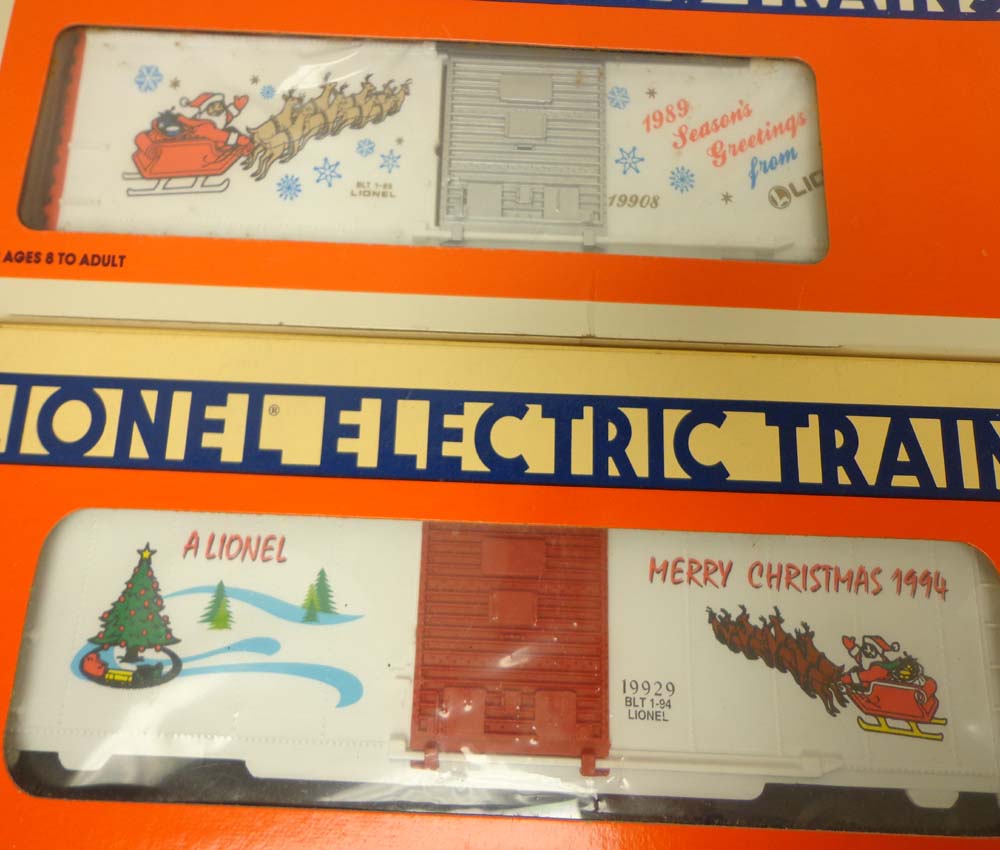 1989
Season's
Greetings
from
BLT 1-89
LIONEL
19908
AGES 8 TO ADULT
LIONEL® ELECTRIC TRAIN
A LIONEL
MERRY CHRISTMAS 1994
19929
BLT 1-94
LIONEL